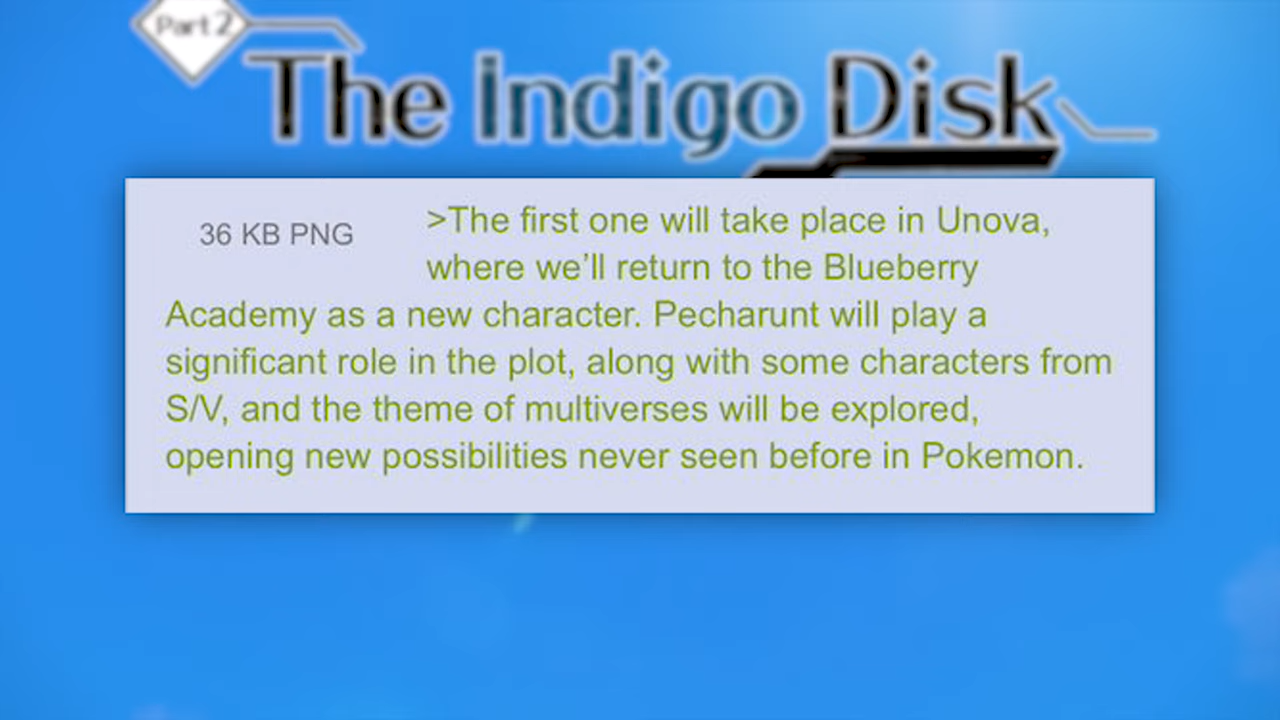 Part 2
The Indigo Disk
36 KB PNG
>The first one will take place in Unova,
where we’ll return to the Blueberry
Academy as a new character. Pecharunt will play a
significant role in the plot, along with some characters from
S/V, and the theme of multiverses will be explored,
opening new possibilities never seen before in Pokemon.